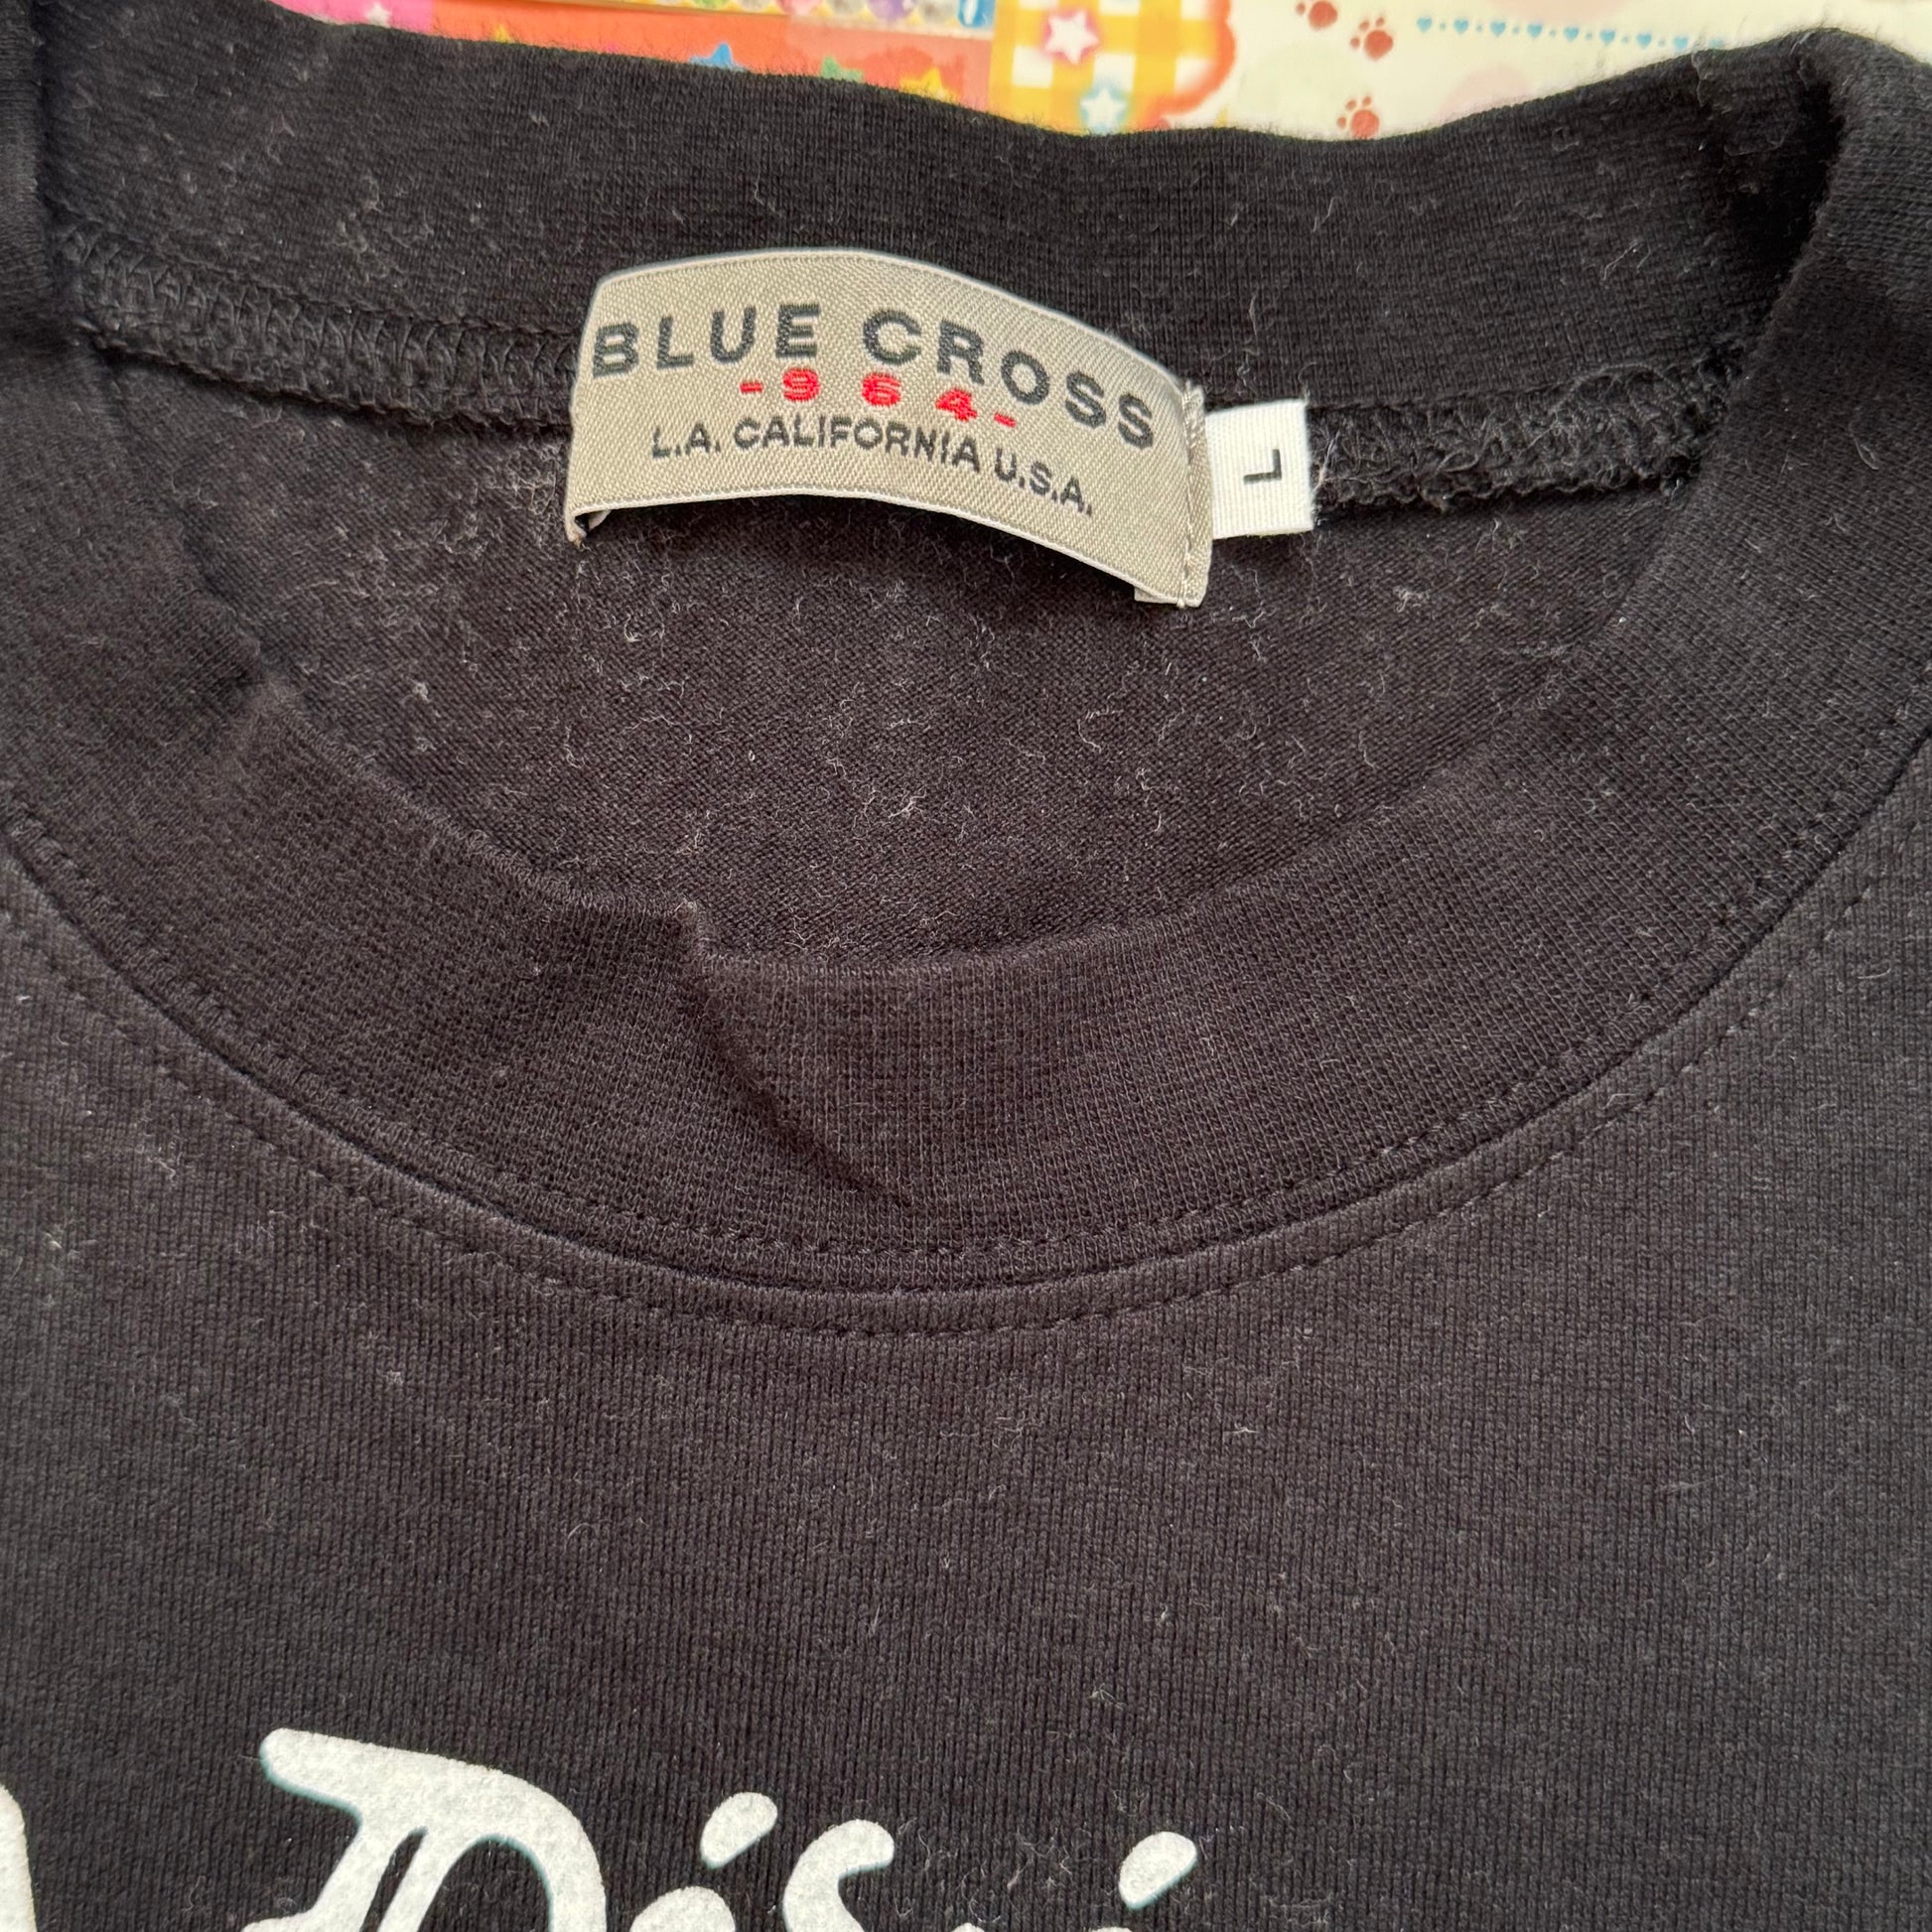 BLUE CROSS
-964-
L.A. CALIFORNIA U.S.A.
L